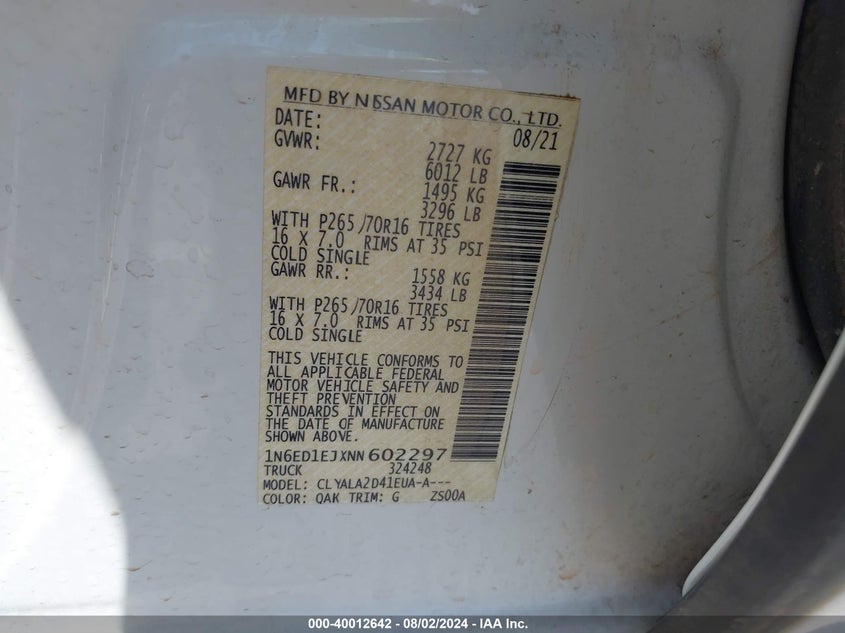 MFD BY NISSAN MOTOR CO., LTD.
DATE: 08/21
GVWR: 2727 KG
6012 LB
GAWR FR.: 1495 KG
3296 LB
WITH P265/70R16 TIRES
16 X 7.0 RIMS AT 35 PSI
COLD SINGLE
GAWR RR.: 1558 KG
3434 LB
WITH P265/70R16 TIRES
16 X 7.0 RIMS AT 35 PSI
COLD SINGLE
THIS VEHICLE CONFORMS TO
ALL APPLICABLE FEDERAL
MOTOR VEHICLE SAFETY AND
THEFT PREVENTION
STANDARDS IN EFFECT ON
THE DATE OF MANUFACTURE
SHOWN ABOVE.
1N6ED1EJXNN602297
TRUCK 324248
MODEL: CLYALA2D41EUA-A---
COLOR: QAK TRIM: G ZS00A
000-40012642 - 08/02/2024 - IAA Inc.